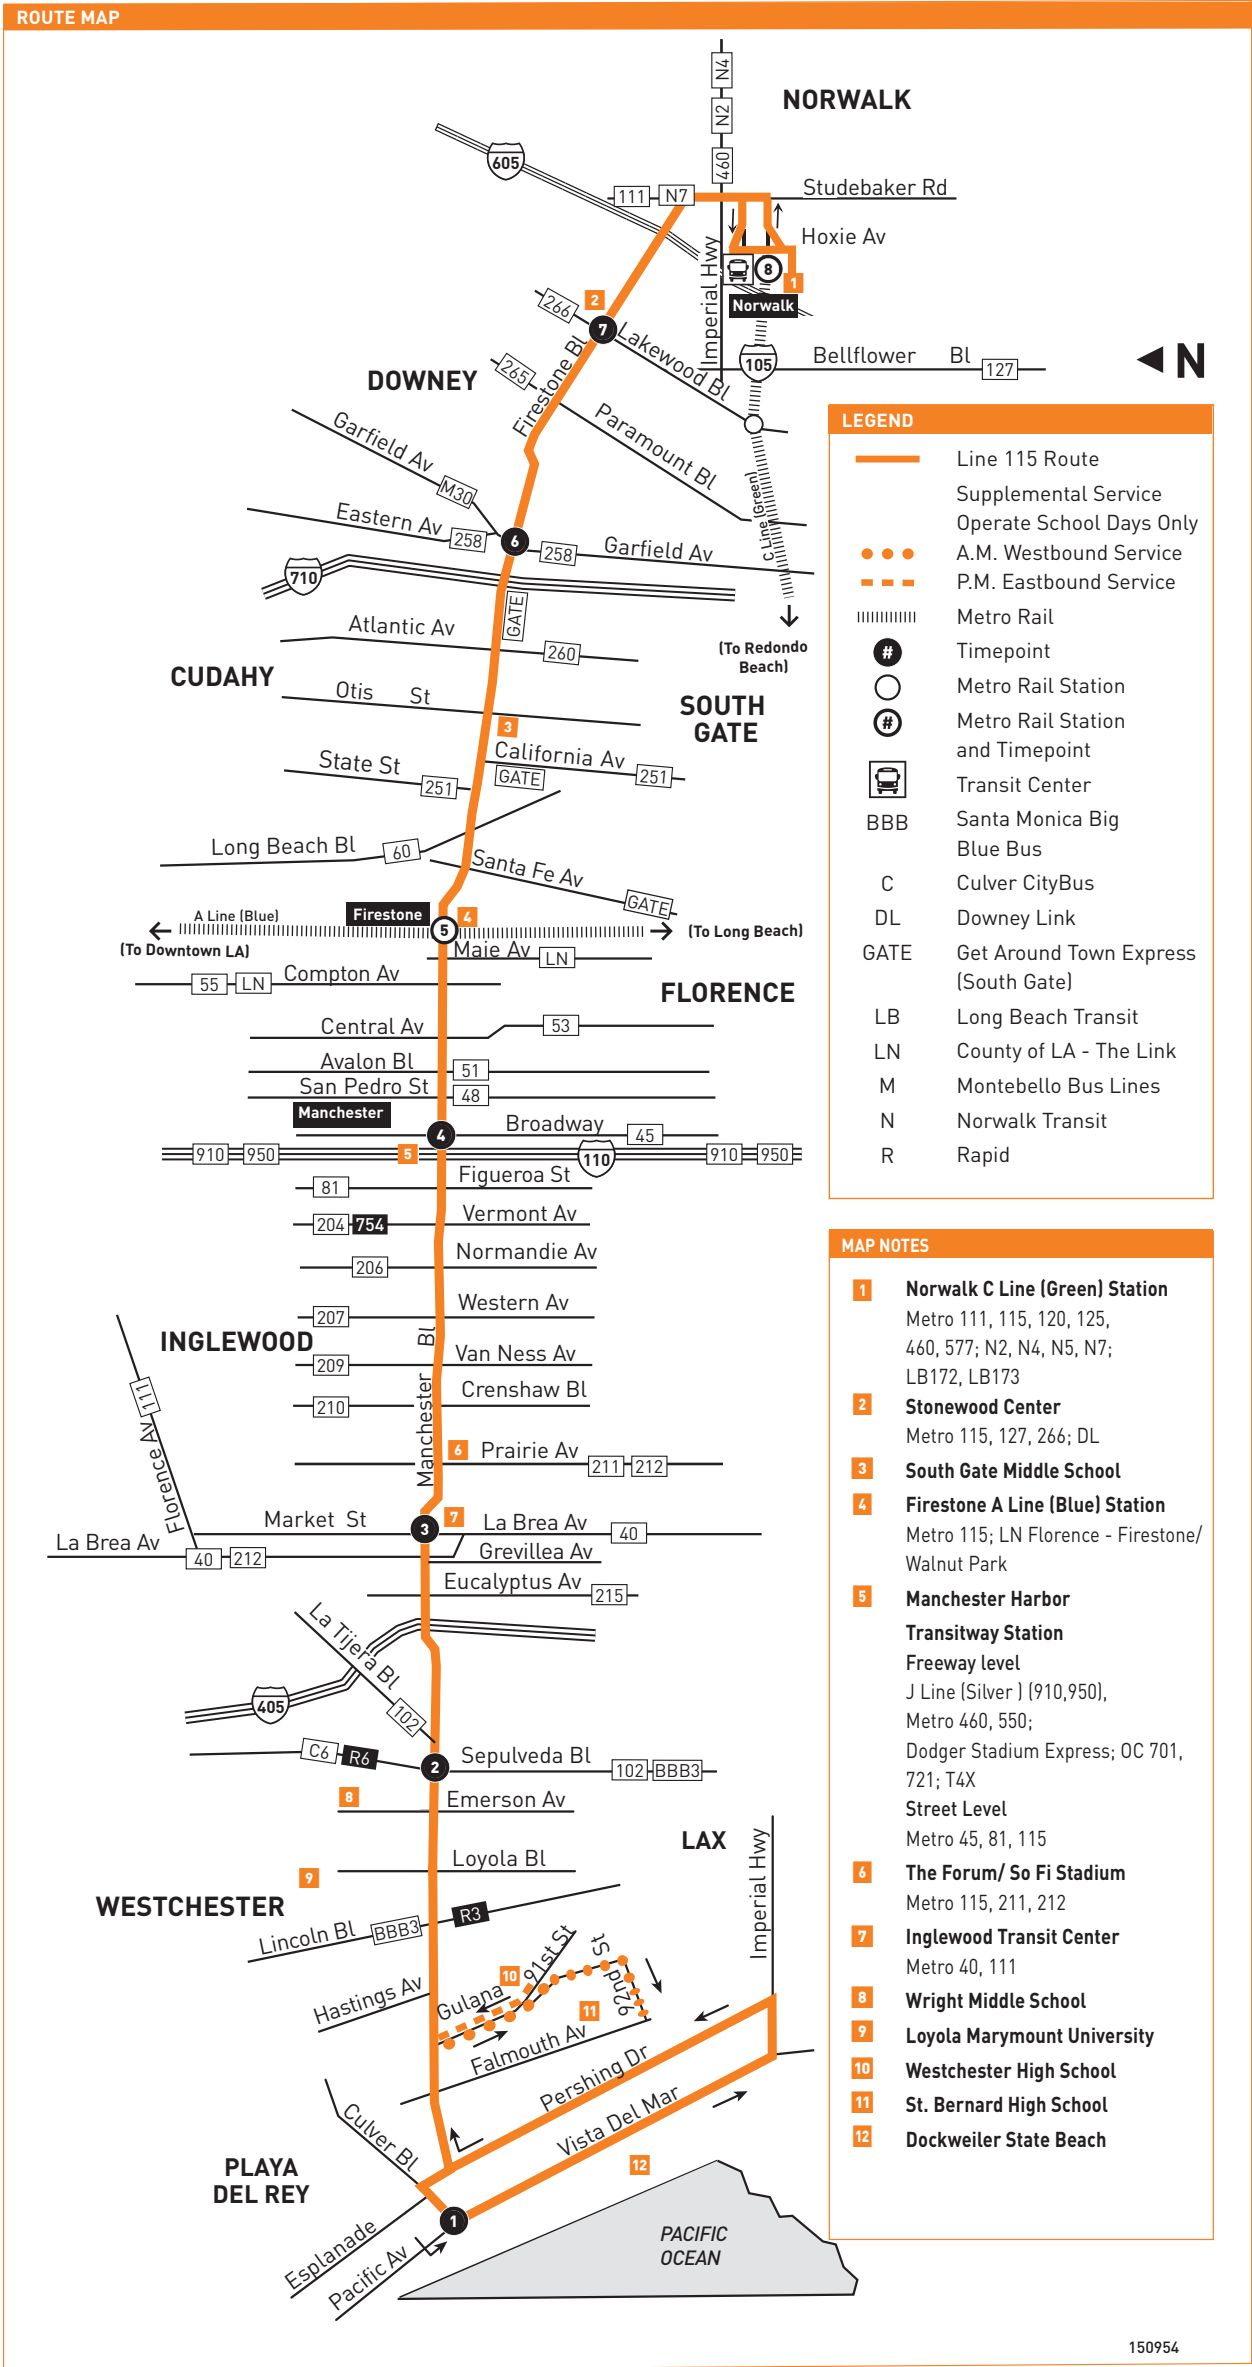 ROUTE MAP
N4
N2
460
NORWALK
605
111
N7
Studebaker Rd
Hoxie Av
Imperial Hwy
8
1
Norwalk
2
266
7
Lakewood Bl
105
Bellflower Bl
127
N
DOWNEY
265
Firestone Bl
Paramount Bl
Garfield Av
M30
C Line (Green)
Eastern Av
258
6
258
Garfield Av
710
GATE
Atlantic Av
260
(To Redondo
Beach)
CUDAHY
Otis St
SOUTH
GATE
3
State St
251
California Av
GATE
251
Long Beach Bl
60
Santa Fe Av
GATE
A Line (Blue)
Firestone
4
5
(To Downtown LA)
(To Long Beach)
Maie Av
LN
55
LN
Compton Av
FLORENCE
Central Av
53
Avalon Bl
51
San Pedro St
48
Manchester
4
Broadway
45
910
950
5
110
910
950
81
Figueroa St
204
754
Vermont Av
206
Normandie Av
207
Western Av
INGLEWOOD
Manchester Bl
209
Van Ness Av
210
Crenshaw Bl
111
Florence Av
6
Prairie Av
211
212
Market St
3
7
La Brea Av
40
La Brea Av
40
212
Grevillea Av
Eucalyptus Av
215
La Tijera Bl
102
405
C6
R6
2
Sepulveda Bl
102
BBB3
8
Emerson Av
LAX
Imperial Hwy
9
Loyola Bl
WESTCHESTER
Lincoln Bl
BBB3
R3
Hastings Av
Gulana
10
91st St
92nd St
11
Falmouth Av
Pershing Dr
Vista Del Mar
Culver Bl
12
PLAYA
DEL REY
1
Esplanade
Pacific Av
PACIFIC
OCEAN
LEGEND
Line 115 Route
Supplemental Service
Operate School Days Only
A.M. Westbound Service
P.M. Eastbound Service
Metro Rail
# Timepoint
Metro Rail Station
# Metro Rail Station
and Timepoint
Transit Center
BBB Santa Monica Big
Blue Bus
C Culver CityBus
DL Downey Link
GATE Get Around Town Express
(South Gate)
LB Long Beach Transit
LN County of LA - The Link
M Montebello Bus Lines
N Norwalk Transit
R Rapid
MAP NOTES
1 Norwalk C Line (Green) Station
Metro 111, 115, 120, 125,
460, 577; N2, N4, N5, N7;
LB172, LB173
2 Stonewood Center
Metro 115, 127, 266; DL
3 South Gate Middle School
4 Firestone A Line (Blue) Station
Metro 115; LN Florence - Firestone/
Walnut Park
5 Manchester Harbor
Transitway Station
Freeway level
J Line (Silver ) (910,950),
Metro 460, 550;
Dodger Stadium Express; OC 701,
721; T4X
Street Level
Metro 45, 81, 115
6 The Forum/ So Fi Stadium
Metro 115, 211, 212
7 Inglewood Transit Center
Metro 40, 111
8 Wright Middle School
9 Loyola Marymount University
10 Westchester High School
11 St. Bernard High School
12 Dockweiler State Beach
150954